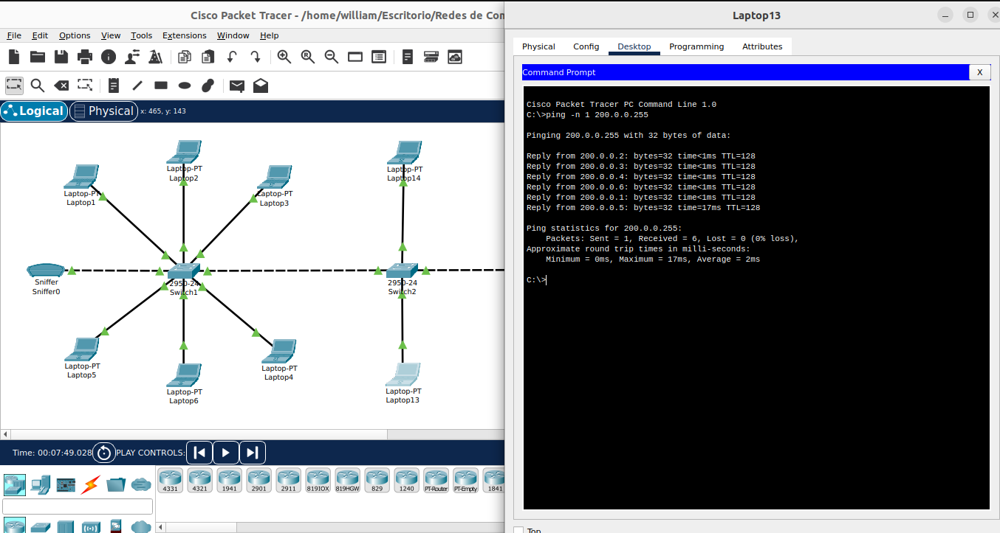 Cisco Packet Tracer - /home/william/Escritorio/Redes de Con
File Edit Options View Tools Extensions Window Help
Logical Physical x: 465, y: 143
Laptop-PT
Laptop1
Laptop-PT
Laptop2
Laptop-PT
Laptop3
Laptop-PT
Laptop14
Sniffer
Sniffer0
2950-24
Switch1
2950-24
Switch2
Laptop-PT
Laptop5
Laptop-PT
Laptop6
Laptop-PT
Laptop4
Laptop-PT
Laptop13
Time: 00:07:49.028 PLAY CONTROLS:
4331 4321 1941 2901 2911 819IOX 819HGW 829 1240 PT-Router PT-Empty 1841
Laptop13
Physical Config Desktop Programming Attributes
Command Prompt X
Cisco Packet Tracer PC Command Line 1.0
C:\>ping -n 1 200.0.0.255
Pinging 200.0.0.255 with 32 bytes of data:
Reply from 200.0.0.2: bytes=32 time<1ms TTL=128
Reply from 200.0.0.3: bytes=32 time<1ms TTL=128
Reply from 200.0.0.4: bytes=32 time<1ms TTL=128
Reply from 200.0.0.6: bytes=32 time<1ms TTL=128
Reply from 200.0.0.1: bytes=32 time<1ms TTL=128
Reply from 200.0.0.5: bytes=32 time=17ms TTL=128
Ping statistics for 200.0.0.255:
Packets: Sent = 1, Received = 6, Lost = 0 (0% loss),
Approximate round trip times in milli-seconds:
Minimum = 0ms, Maximum = 17ms, Average = 2ms
C:\>
Top